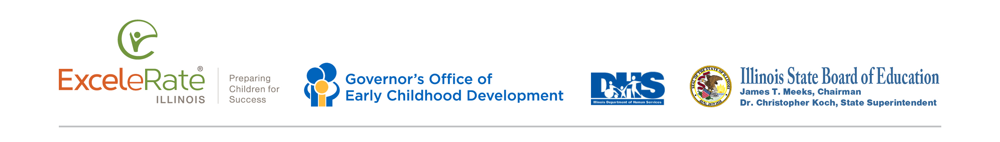 ExceleRate®
ILLINOIS
Preparing
Children for
Success
Governor's Office of
Early Childhood Development
DHS
Illinois Department of Human Services
SEAL OF THE STATE OF ILLINOIS
AUG. 26TH 1818
Illinois State Board of Education
James T. Meeks, Chairman
Dr. Christopher Koch, State Superintendent